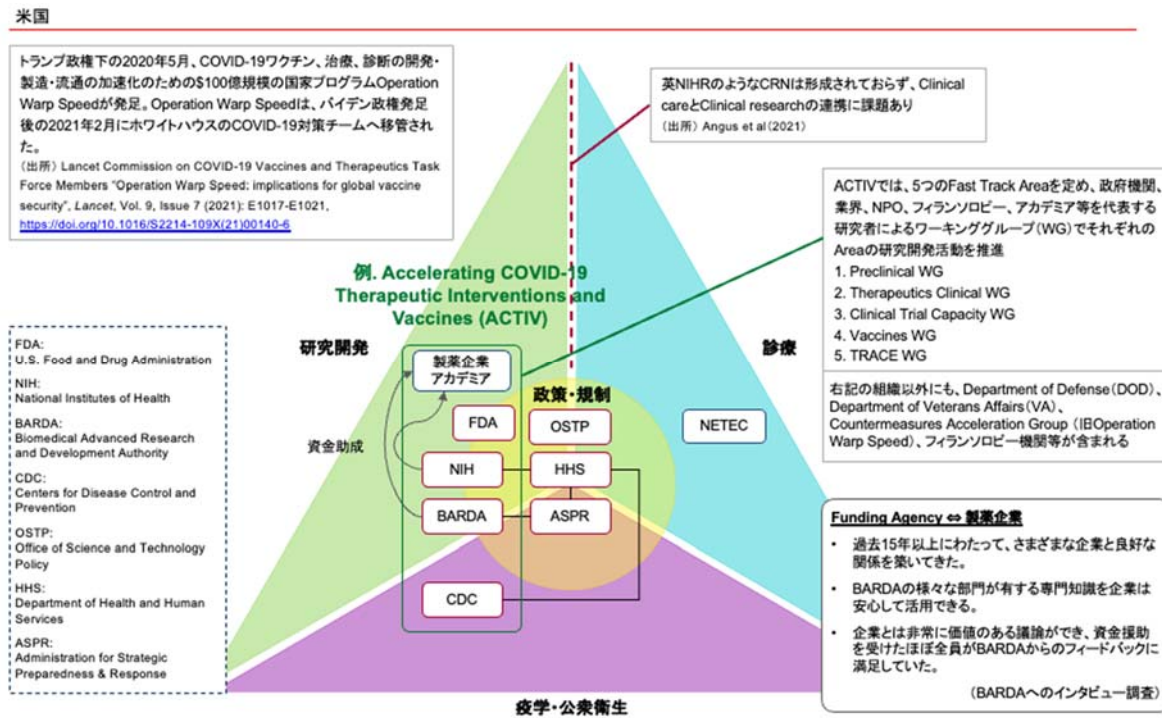 米国
トランプ政権下の2020年5月、COVID-19ワクチン、治療、診断の開発・
製造・流通の加速化のための$100億規模の国家プログラムOperation
Warp Speedが発足。Operation Warp Speedは、バイデン政権発足
後の2021年2月にホワイトハウスのCOVID-19対策チームへ移管され
た。
（出所）Lancet Commission on COVID-19 Vaccines and Therapeutics Task
Force Members “Operation Warp Speed: implications for global vaccine
security”, Lancet, Vol. 9, Issue 7 (2021): E1017-E1021,
https://doi.org/10.1016/S2214-109X(21)00140-6
英NIHRのようなCRNは形成されておらず、Clinical
careとClinical researchの連携に課題あり
（出所）Angus et al（2021）
ACTIVでは、5つのFast Track Areaを定め、政府機関、
業界、NPO、フィランソロピー、アカデミア等を代表する
研究者によるワーキンググループ（WG）でそれぞれの
Areaの研究開発活動を推進
1. Preclinical WG
2. Therapeutics Clinical WG
3. Clinical Trial Capacity WG
4. Vaccines WG
5. TRACE WG
右記の組織以外にも、Department of Defense（DOD）、
Department of Veterans Affairs（VA）、
Countermeasures Acceleration Group （旧Operation
Warp Speed）、フィランソロピー機関等が含まれる
例. Accelerating COVID-19
Therapeutic Interventions and
Vaccines (ACTIV)
研究開発
診療
製薬企業
アカデミア
政策・規制
FDA
OSTP
NETEC
資金助成
NIH
HHS
BARDA
ASPR
CDC
疫学・公衆衛生
FDA:
U.S. Food and Drug Administration
NIH:
National Institutes of Health
BARDA:
Biomedical Advanced Research
and Development Authority
CDC:
Centers for Disease Control and
Prevention
OSTP:
Office of Science and Technology
Policy
HHS:
Department of Health and Human
Services
ASPR:
Administration for Strategic
Preparedness & Response
Funding Agency ⇔ 製薬企業
• 過去15年以上にわたって、さまざまな企業と良好な
関係を築いてきた。
• BARDAの様々な部門が有する専門知識を企業は
安心して活用できる。
• 企業とは非常に価値のある議論ができ、資金援助
を受けたほぼ全員がBARDAからのフィードバックに
満足していた。
（BARDAへのインタビュー調査）